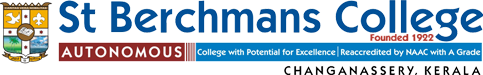 St Berchmans College
Founded 1922
AUTONOMOUS College with Potential for Excellence | Reaccredited by NAAC with A Grade
CHANGANASSERY, KERALA